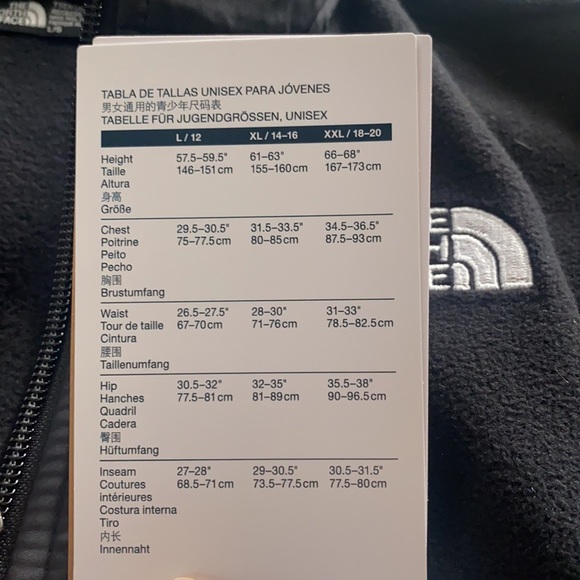 THE
NORTH
FACE
L/G
TABLA DE TALLAS UNISEX PARA JÓVENES
男女通用的青少年尺码表
TABELLE FÜR JUGENDGRÖSSEN, UNISEX
L / 12 XL / 14–16 XXL / 18–20
Height 57.5–59.5" 61–63" 66–68"
Taille 146–151 cm 155–160 cm 167–173 cm
Altura
身高
Größe
Chest 29.5–30.5" 31.5–33.5" 34.5–36.5"
Poitrine 75–77.5 cm 80–85 cm 87.5–93 cm
Peito
Pecho
胸围
Brustumfang
Waist 26.5–27.5" 28–30" 31–33"
Tour de taille 67–70 cm 71–76 cm 78.5–82.5 cm
Cintura
腰围
Taillenumfang
Hip 30.5–32" 32–35" 35.5–38"
Hanches 77.5–81 cm 81–89 cm 90–96.5 cm
Quadril
Cadera
臀围
Hüftumfang
Inseam 27–28" 29–30.5" 30.5–31.5"
Coutures 68.5–71 cm 73.5–77.5 cm 77.5–80 cm
intérieures
Costura interna
Tiro
内长
Innennaht
E
H
E